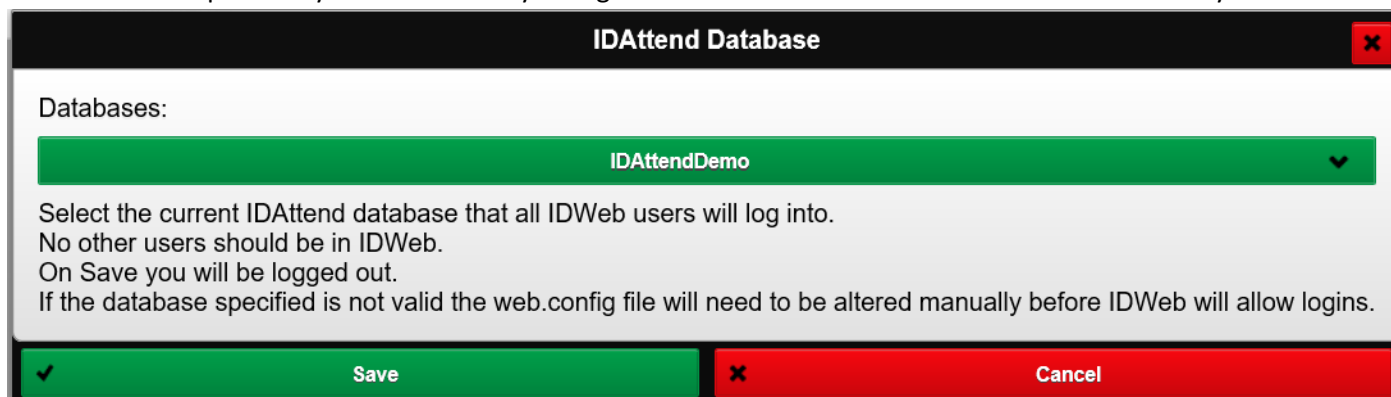 IDAttend Database
Databases:
IDAttendDemo
Select the current IDAttend database that all IDWeb users will log into.
No other users should be in IDWeb.
On Save you will be logged out.
If the database specified is not valid the web.config file will need to be altered manually before IDWeb will allow logins.
Save
Cancel